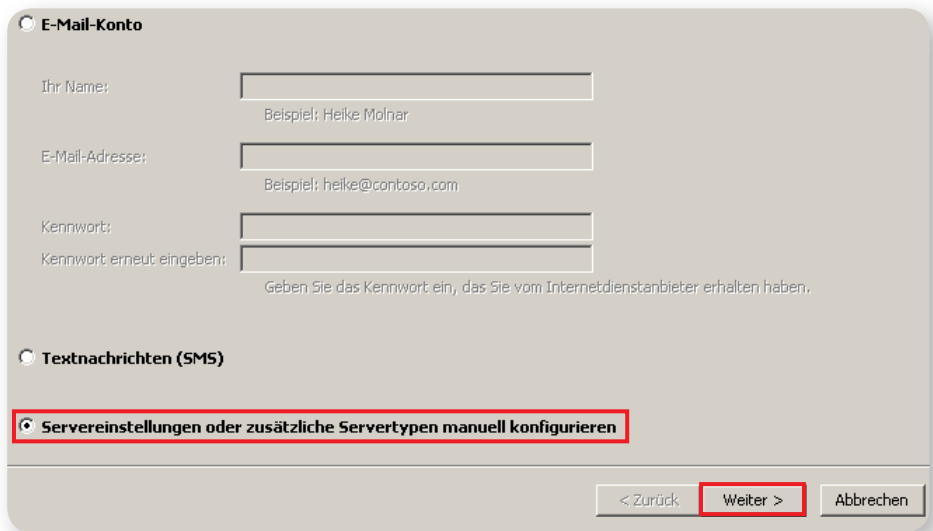 E-Mail-Konto
Ihr Name:
Beispiel: Heike Molnar
E-Mail-Adresse:
Beispiel: heike@contoso.com
Kennwort:
Kennwort erneut eingeben:
Geben Sie das Kennwort ein, das Sie vom Internetdienstanbieter erhalten haben.
Textnachrichten (SMS)
Servereinstellungen oder zusätzliche Servertypen manuell konfigurieren
< Zurück Weiter > Abbrechen